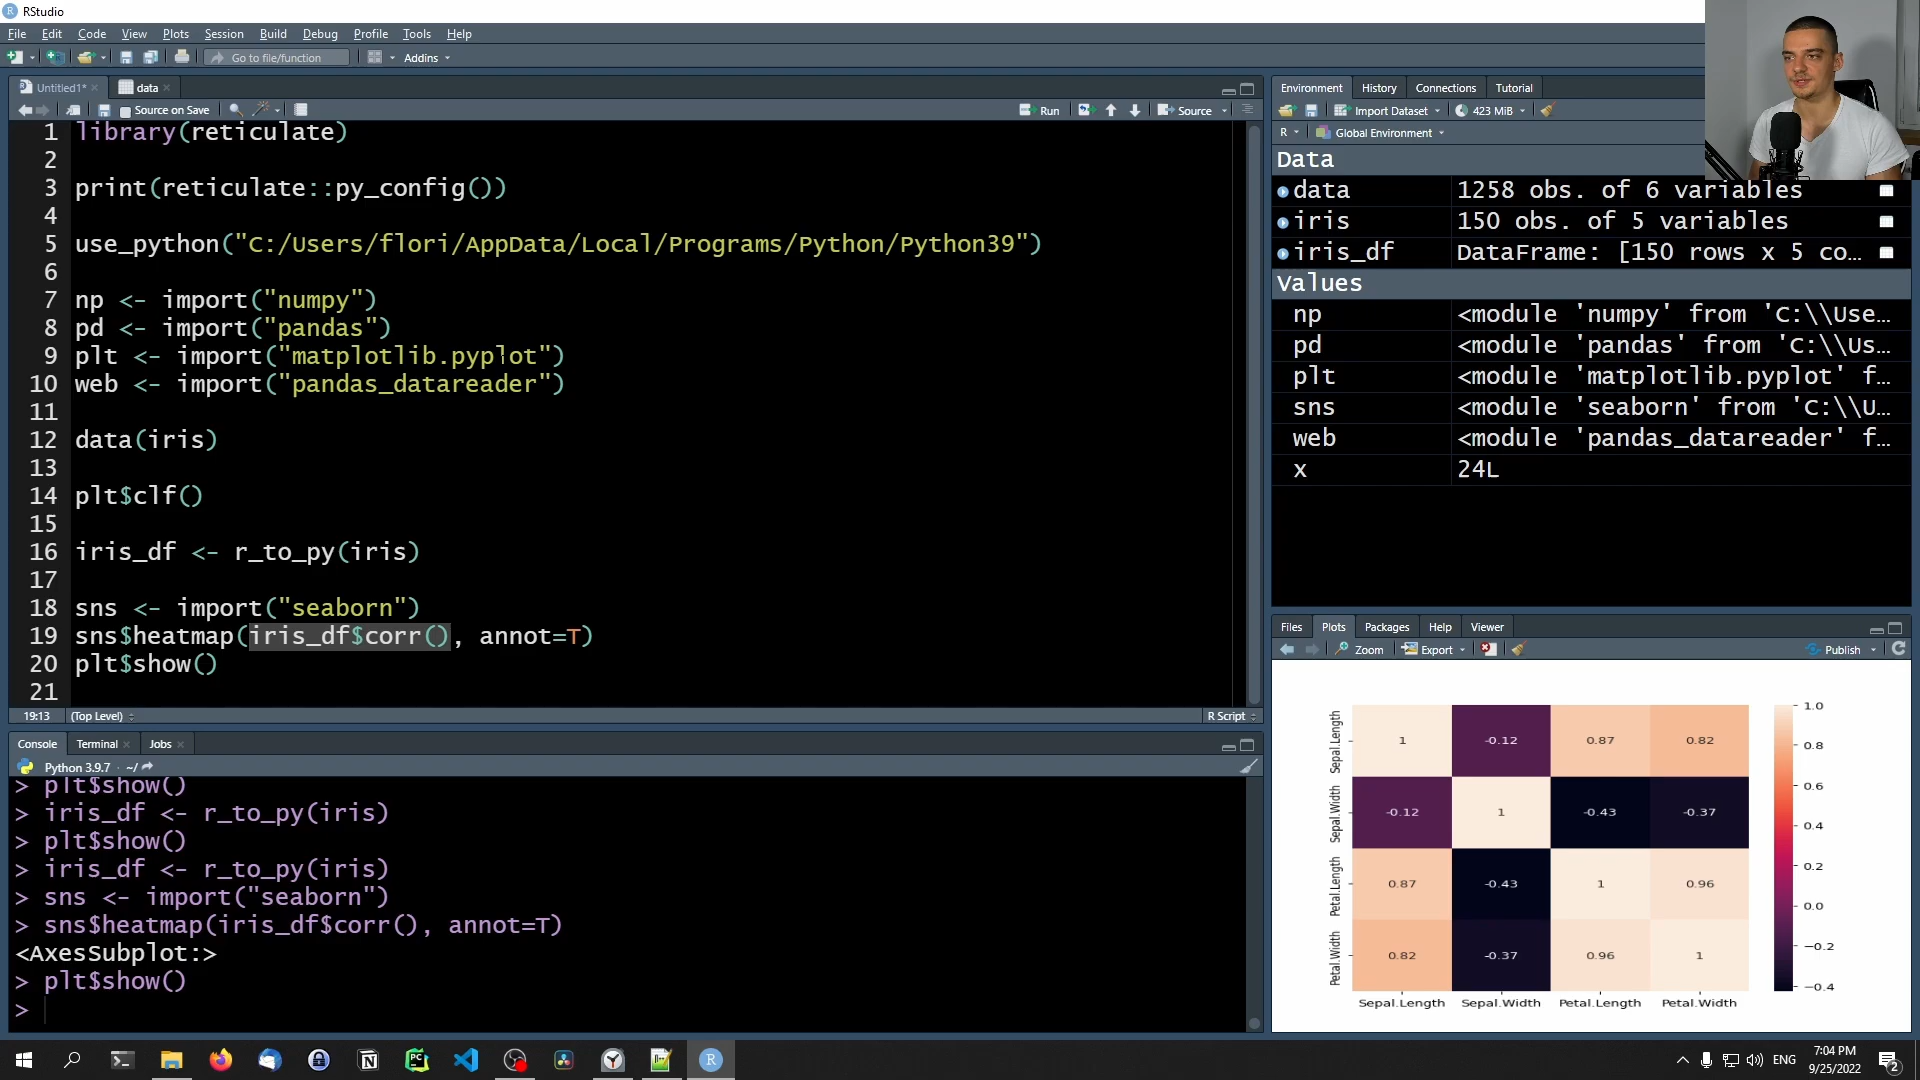 RStudio
File Edit Code View Plots Session Build Debug Profile Tools Help
Go to file/function Addins
Untitled1* data
Source on Save Run Source
1 library(reticulate)
2
3 print(reticulate::py_config())
4
5 use_python("C:/Users/flori/AppData/Local/Programs/Python/Python39")
6
7 np <- import("numpy")
8 pd <- import("pandas")
9 plt <- import("matplotlib.pyplot")
10 web <- import("pandas_datareader")
11
12 data(iris)
13
14 plt$clf()
15
16 iris_df <- r_to_py(iris)
17
18 sns <- import("seaborn")
19 sns$heatmap(iris_df$corr(), annot=T)
20 plt$show()
21
19:13 (Top Level) R Script
Console Terminal Jobs
Python 3.9.7 · ~/
> plt$show()
> iris_df <- r_to_py(iris)
> plt$show()
> iris_df <- r_to_py(iris)
> sns <- import("seaborn")
> sns$heatmap(iris_df$corr(), annot=T)
<AxesSubplot:>
> plt$show()
>
Environment History Connections Tutorial
Import Dataset 423 MiB
R Global Environment
Data
data 1258 obs. of 6 variables
iris 150 obs. of 5 variables
iris_df DataFrame: [150 rows x 5 co…
Values
np <module 'numpy' from 'C:\\Use…
pd <module 'pandas' from 'C:\\Us…
plt <module 'matplotlib.pyplot' f…
sns <module 'seaborn' from 'C:\\U…
web <module 'pandas_datareader' f…
x 24L
Files Plots Packages Help Viewer
Zoom Export Publish
Sepal.Length 1 -0.12 0.87 0.82
Sepal.Width -0.12 1 -0.43 -0.37
Petal.Length 0.87 -0.43 1 0.96
Petal.Width 0.82 -0.37 0.96 1
Sepal.Length Sepal.Width Petal.Length Petal.Width
1.0
0.8
0.6
0.4
0.2
0.0
−0.2
−0.4
ENG
7:04 PM
9/25/2022
2